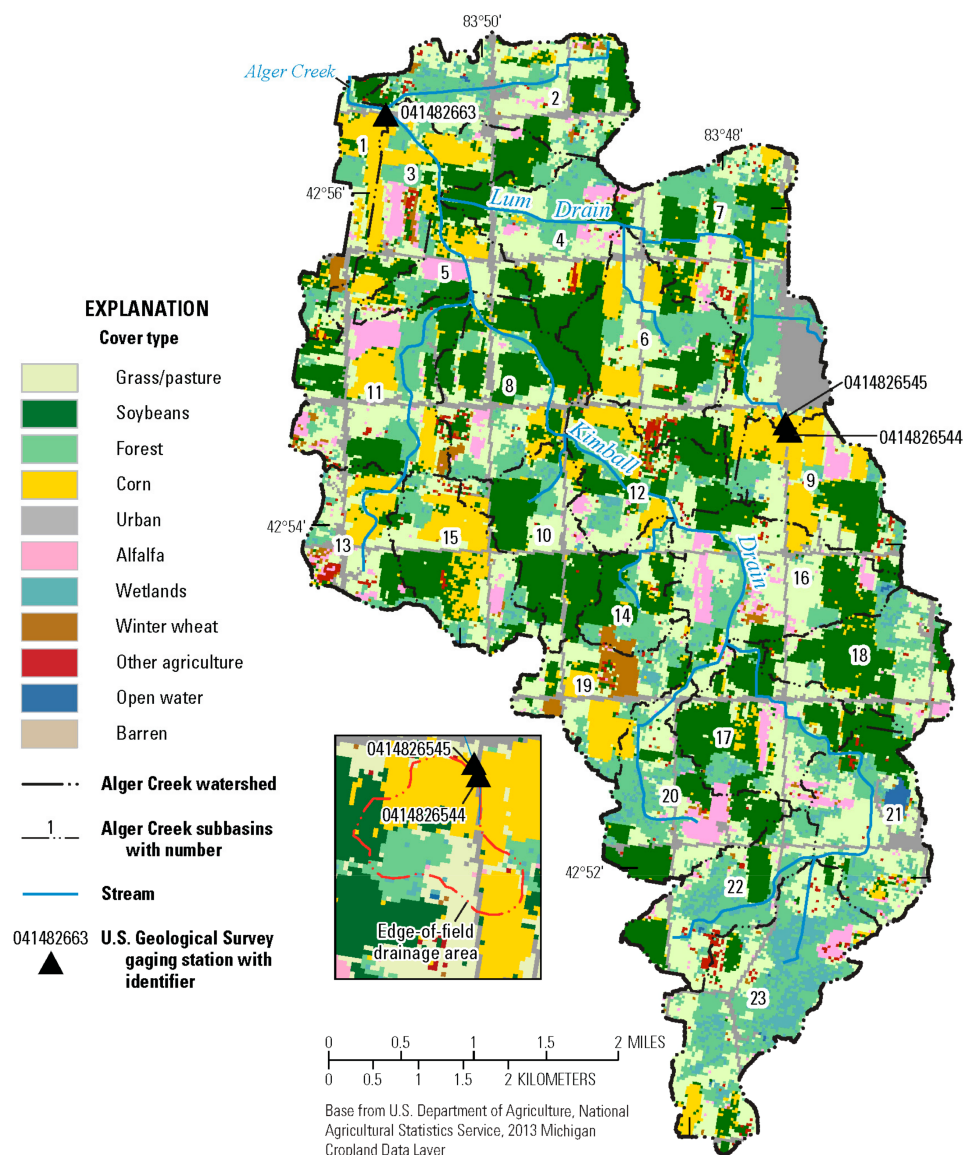 83°50'
Alger Creek
2
041482663
83°48'
1
3
42°56'
Lum Drain
7
4
5
EXPLANATION
Cover type
Grass/pasture
Soybeans
Forest
Corn
Urban
Alfalfa
Wetlands
Winter wheat
Other agriculture
Open water
Barren
Alger Creek watershed
1
Alger Creek subbasins
with number
Stream
041482663
U.S. Geological Survey
gaging station with
identifier
6
11
8
0414826545
0414826544
Kimball
12
9
42°54'
13
15
10
Drain
16
14
18
19
17
20
21
42°52'
22
23
0414826545
0414826544
Edge-of-field
drainage area
0 0.5 1 1.5 2 MILES
0 0.5 1 1.5 2 KILOMETERS
Base from U.S. Department of Agriculture, National
Agricultural Statistics Service, 2013 Michigan
Cropland Data Layer